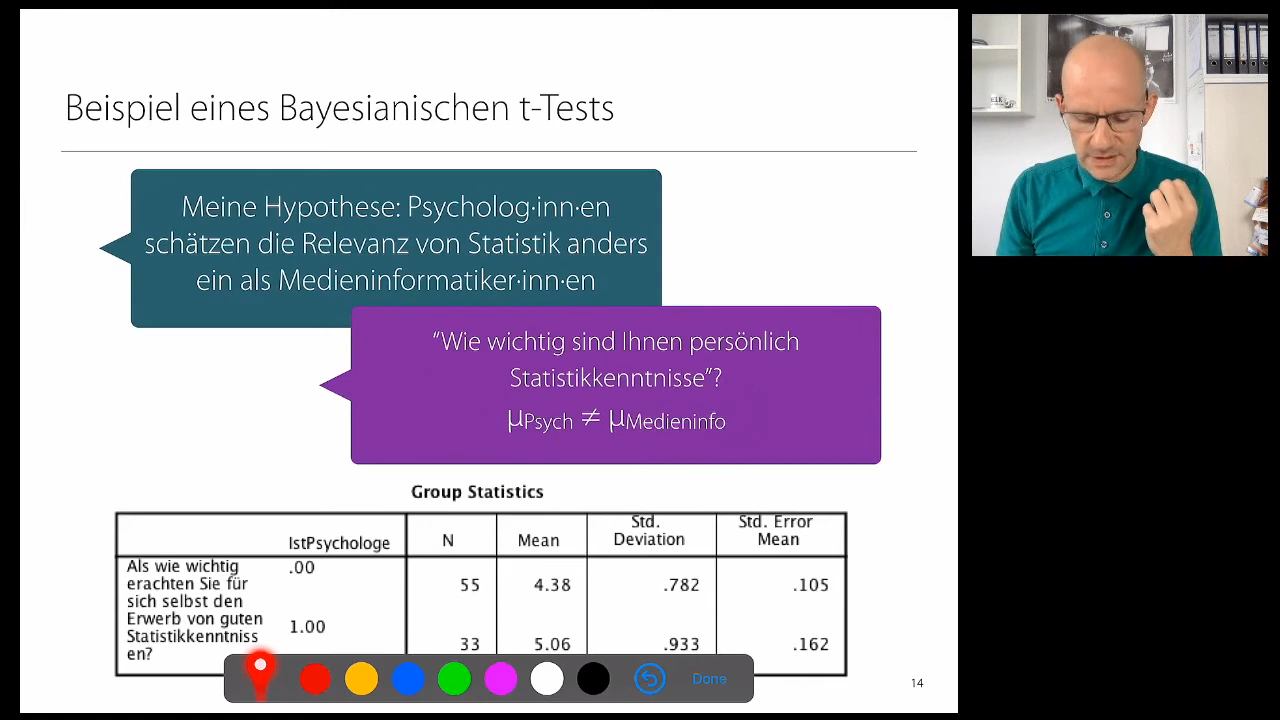 Beispiel eines Bayesianischen t-Tests
Meine Hypothese: Psycholog·inn·en
schätzen die Relevanz von Statistik anders
ein als Medieninformatiker·inn·en
"Wie wichtig sind Ihnen persönlich
Statistikkenntnisse"?
μPsych ≠ μMedieninfo
Group Statistics
IstPsychologe N Mean Std. Deviation Std. Error Mean
Als wie wichtig
erachten Sie für
sich selbst den
Erwerb von guten
Statistikkenntniss
en?
.00 55 4.38 .782 .105
1.00 33 5.06 .933 .162
Done
14